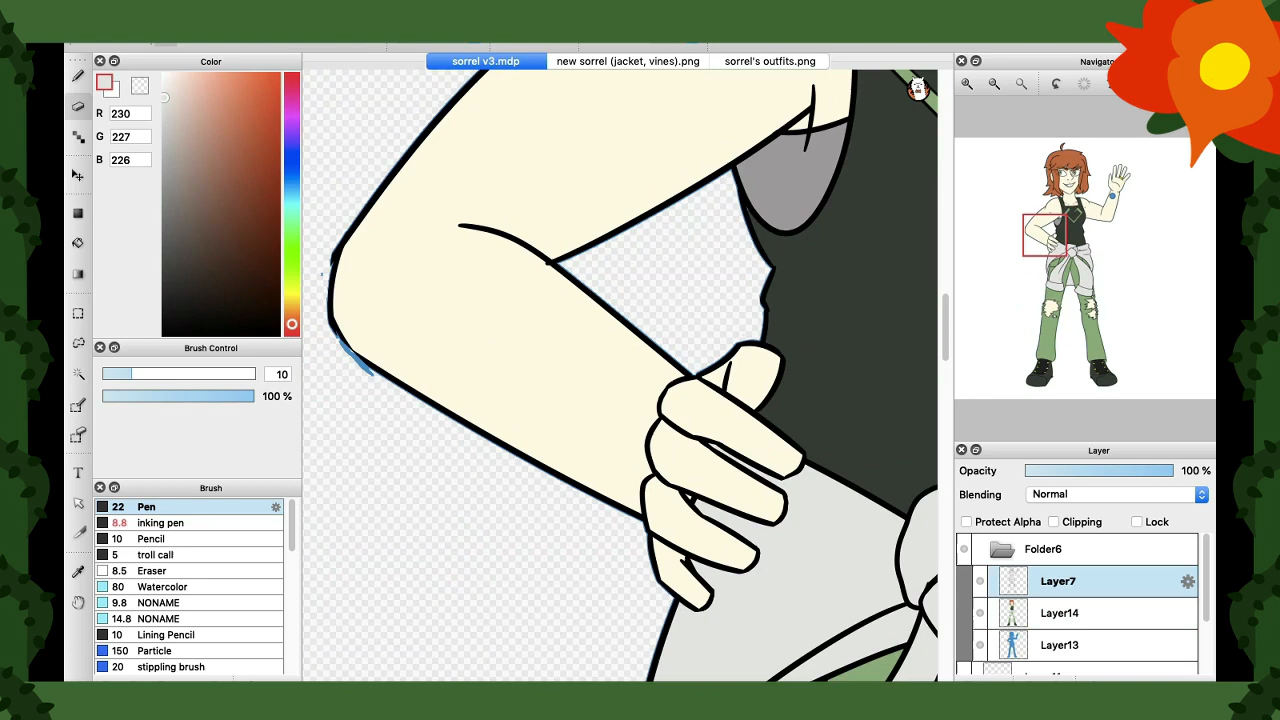 sorrel v3.mdp
new sorrel (jacket, vines).png
sorrel's outfits.png
Color
R 230
G 227
B 226
Brush Control
10
100 %
Brush
22 Pen
8.8 inking pen
10 Pencil
5 troll call
8.5 Eraser
80 Watercolor
9.8 NONAME
14.8 NONAME
10 Lining Pencil
150 Particle
20 stippling brush
T
Layer
Opacity 100 %
Blending Normal
Protect Alpha Clipping Lock
Folder6
Layer7
Layer14
Layer13